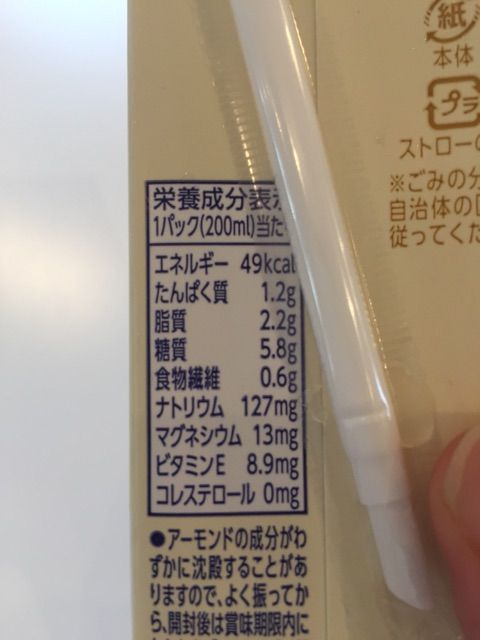 紙
本体
プラ
ストローの
※ごみの分
自治体の
従ってくだ
栄養成分表示
1パック(200ml)当た
エネルギー 49kcal
たんぱく質 1.2g
脂質 2.2g
糖質 5.8g
食物繊維 0.6g
ナトリウム 127mg
マグネシウム 13mg
ビタミンE 8.9mg
コレステロール 0mg
●アーモンドの成分がわ
ずかに沈殿することがあ
りますので、よく振ってか
ら、開封後は賞味期限内に